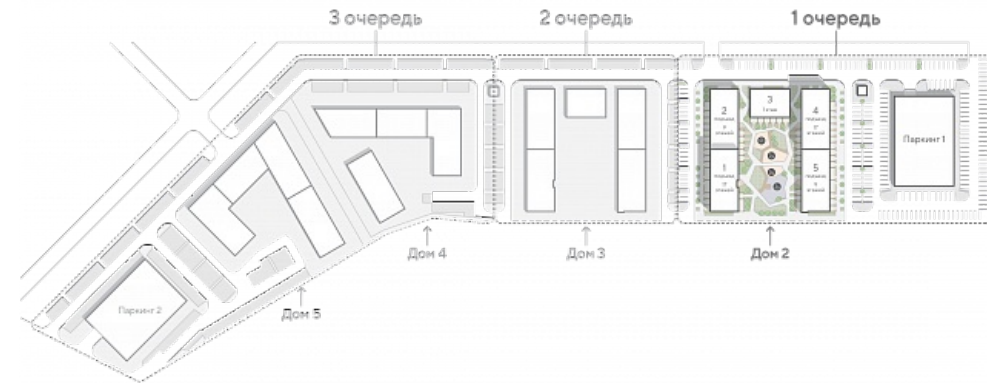 3 очередь
2 очередь
1 очередь
2
3
4
1
5
Паркинг 1
Дом 4
Дом 3
Дом 2
Дом 5
Паркинг 2